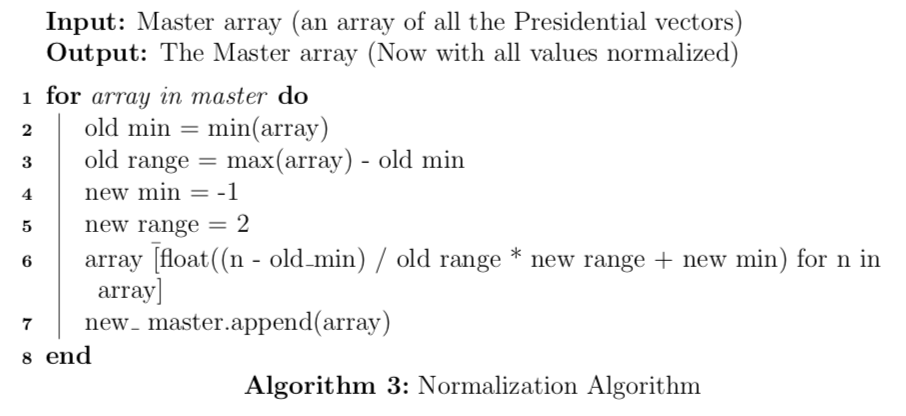 Input: Master array (an array of all the Presidential vectors)
Output: The Master array (Now with all values normalized)
1 for array in master do
2 old min = min(array)
3 old range = max(array) - old min
4 new min = -1
5 new range = 2
6 array [float((n - old_min) / old range * new range + new min) for n in
array]
7 new_ master.append(array)
8 end
Algorithm 3: Normalization Algorithm